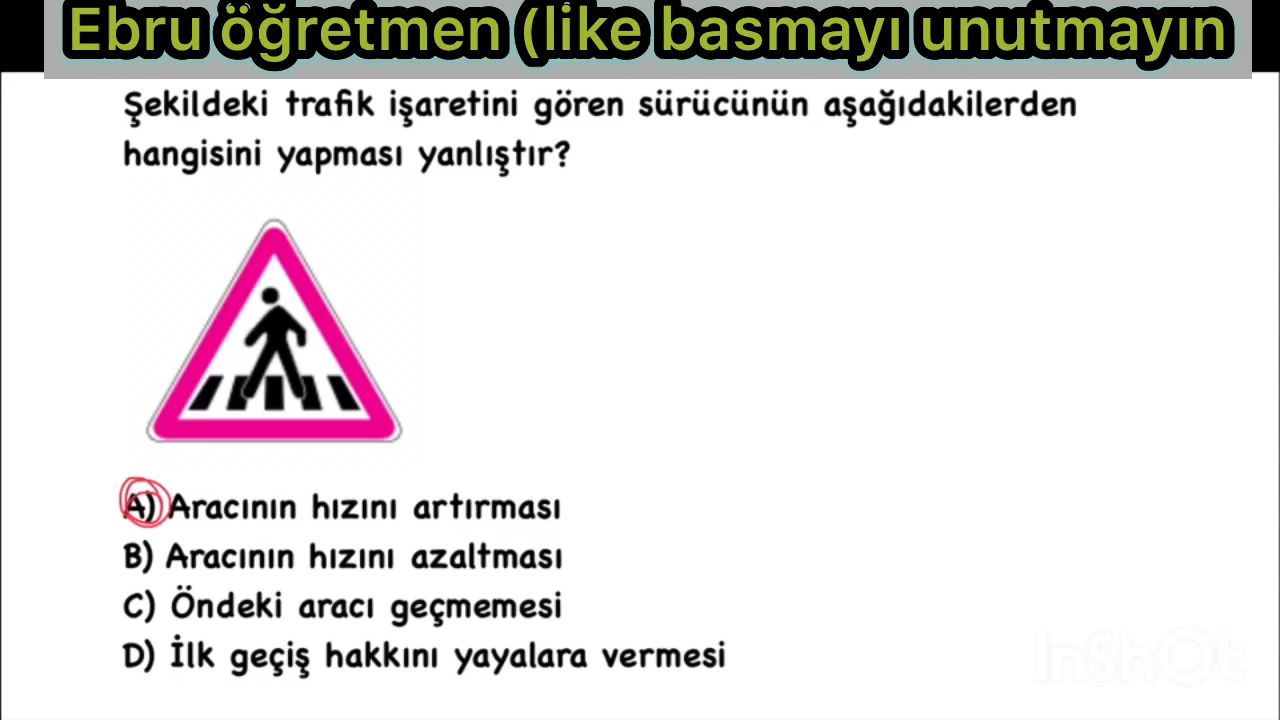 Ebru öğretmen (like basmayı unutmayın
Şekildeki trafik işaretini gören sürücünün aşağıdakilerden
hangisini yapması yanlıştır?
A) Aracının hızını artırması
B) Aracının hızını azaltması
C) Öndeki aracı geçmemesi
D) İlk geçiş hakkını yayalara vermesi
InShOt